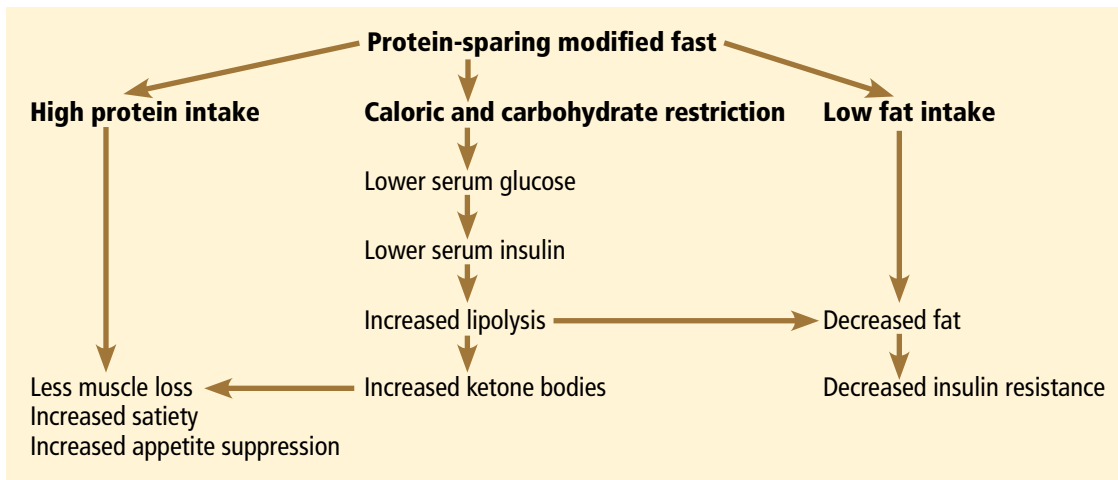 Protein-sparing modified fast
High protein intake
Caloric and carbohydrate restriction
Low fat intake
Lower serum glucose
Lower serum insulin
Increased lipolysis
Decreased fat
Less muscle loss
Increased satiety
Increased appetite suppression
Increased ketone bodies
Decreased insulin resistance